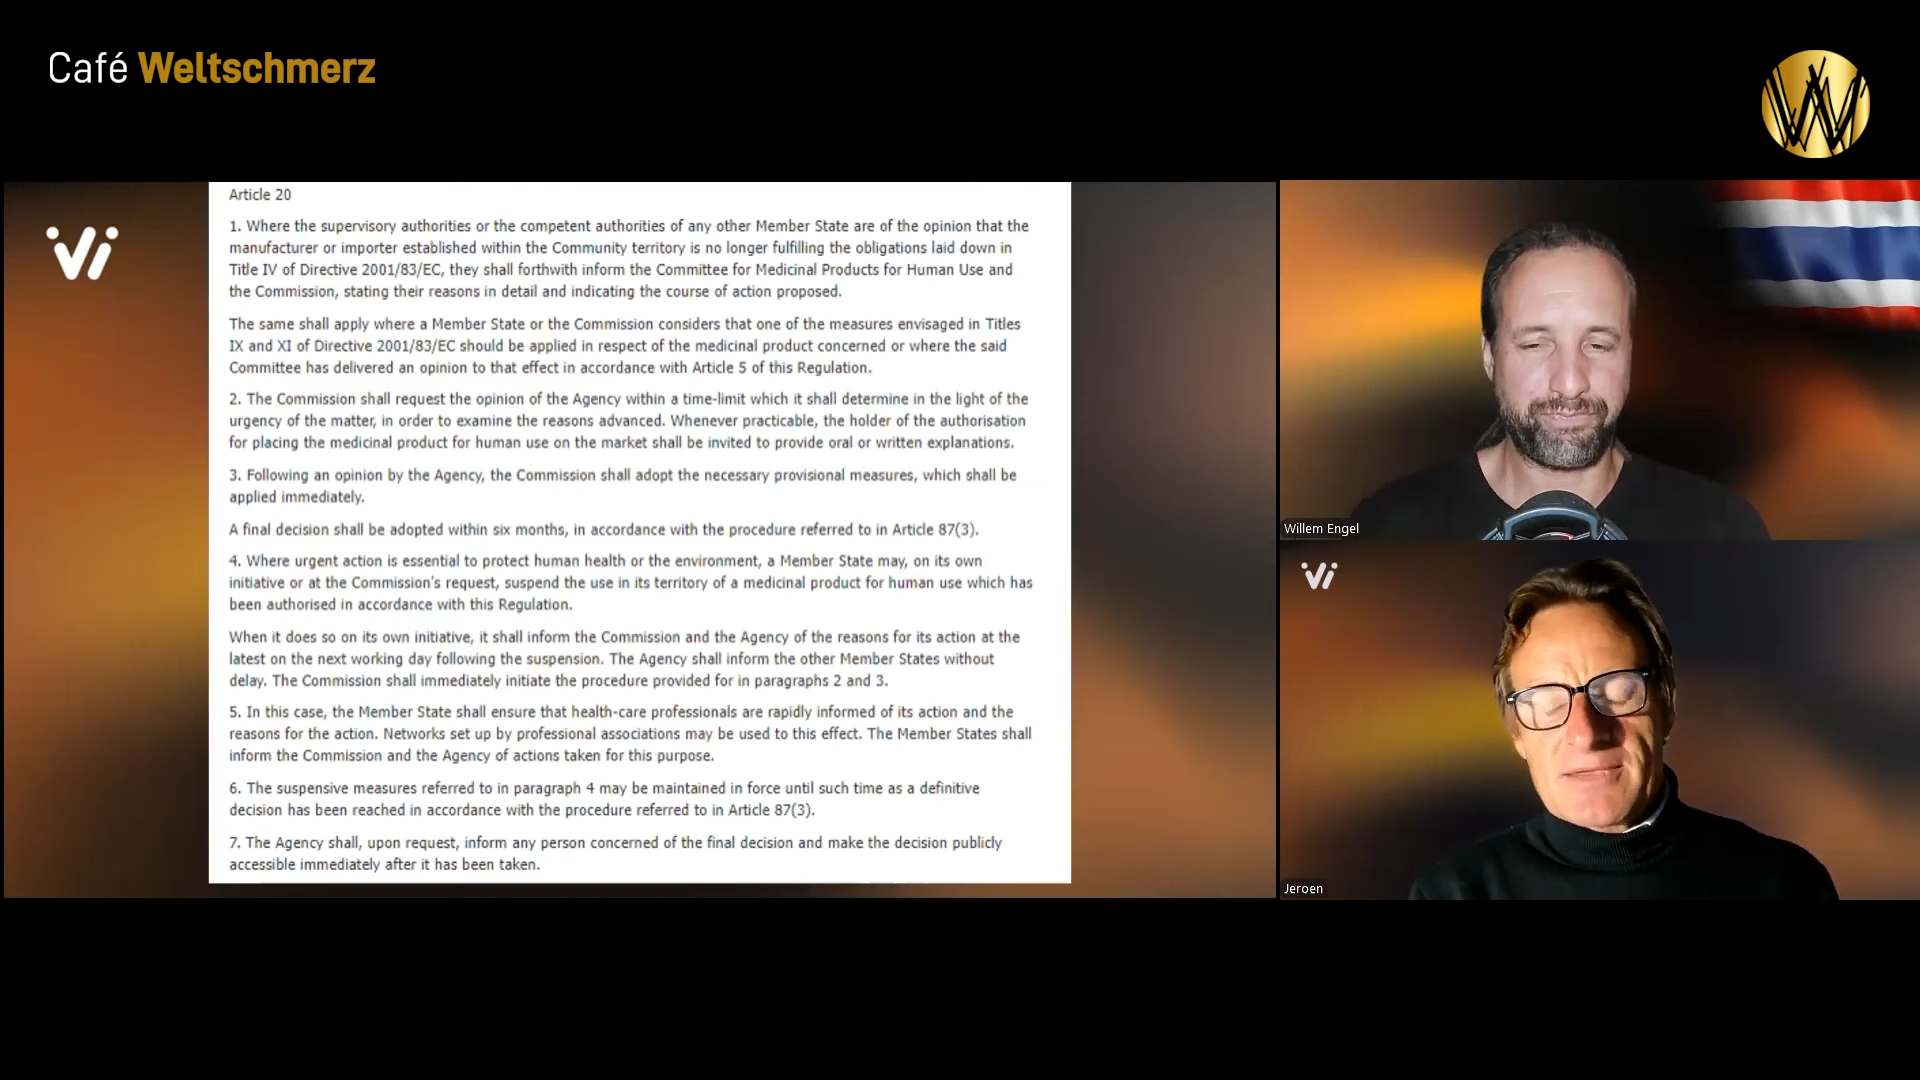 Café Weltschmerz
Article 20
1. Where the supervisory authorities or the competent authorities of any other Member State are of the opinion that the
manufacturer or importer established within the Community territory is no longer fulfilling the obligations laid down in
Title IV of Directive 2001/83/EC, they shall forthwith inform the Committee for Medicinal Products for Human Use and
the Commission, stating their reasons in detail and indicating the course of action proposed.
The same shall apply where a Member State or the Commission considers that one of the measures envisaged in Titles
IX and XI of Directive 2001/83/EC should be applied in respect of the medicinal product concerned or where the said
Committee has delivered an opinion to that effect in accordance with Article 5 of this Regulation.
2. The Commission shall request the opinion of the Agency within a time-limit which it shall determine in the light of the
urgency of the matter, in order to examine the reasons advanced. Whenever practicable, the holder of the authorisation
for placing the medicinal product for human use on the market shall be invited to provide oral or written explanations.
3. Following an opinion by the Agency, the Commission shall adopt the necessary provisional measures, which shall be
applied immediately.
A final decision shall be adopted within six months, in accordance with the procedure referred to in Article 87(3).
4. Where urgent action is essential to protect human health or the environment, a Member State may, on its own
initiative or at the Commission's request, suspend the use in its territory of a medicinal product for human use which has
been authorised in accordance with this Regulation.
When it does so on its own initiative, it shall inform the Commission and the Agency of the reasons for its action at the
latest on the next working day following the suspension. The Agency shall inform the other Member States without
delay. The Commission shall immediately initiate the procedure provided for in paragraphs 2 and 3.
5. In this case, the Member State shall ensure that health-care professionals are rapidly informed of its action and the
reasons for the action. Networks set up by professional associations may be used to this effect. The Member States shall
inform the Commission and the Agency of actions taken for this purpose.
6. The suspensive measures referred to in paragraph 4 may be maintained in force until such time as a definitive
decision has been reached in accordance with the procedure referred to in Article 87(3).
7. The Agency shall, upon request, inform any person concerned of the final decision and make the decision publicly
accessible immediately after it has been taken.
Willem Engel
Jeroen